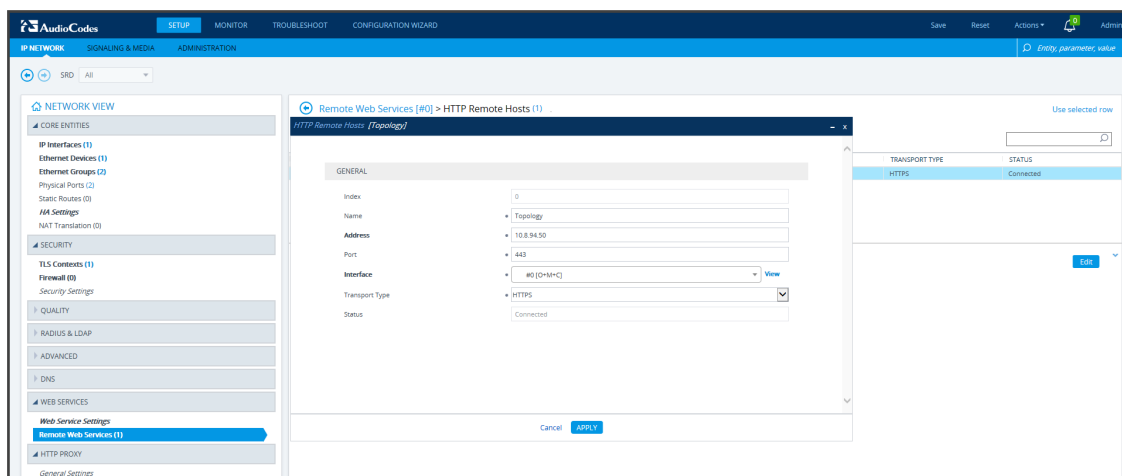 AudioCodes SETUP MONITOR TROUBLESHOOT CONFIGURATION WIZARD Save Reset Actions 0 Admin
IP NETWORK SIGNALING & MEDIA ADMINISTRATION Entity, parameter, value
SRD All
NETWORK VIEW
CORE ENTITIES
IP Interfaces (1)
Ethernet Devices (1)
Ethernet Groups (2)
Physical Ports (2)
Static Routes (0)
HA Settings
NAT Translation (0)
SECURITY
TLS Contexts (1)
Firewall (0)
Security Settings
QUALITY
RADIUS & LDAP
ADVANCED
DNS
WEB SERVICES
Web Service Settings
Remote Web Services (1)
HTTP PROXY
General Settings
Remote Web Services [#0] > HTTP Remote Hosts (1)
Use selected row
HTTP Remote Hosts [Topology] – x
GENERAL
Index 0
Name Topology
Address 10.8.94.50
Port 443
Interface #0 [O+M+C] View
Transport Type HTTPS
Status Connected
Cancel APPLY
TRANSPORT TYPE STATUS
HTTPS Connected
Edit